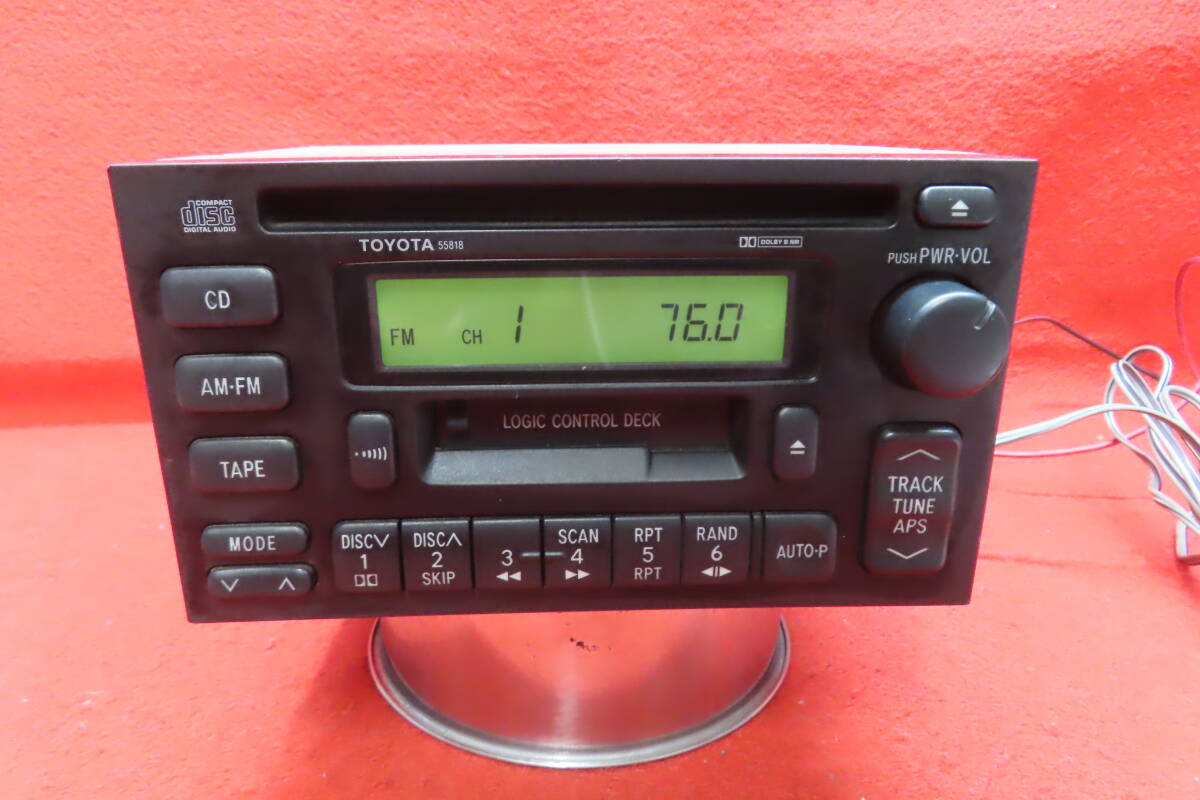 COMPACT
disc
DIGITAL AUDIO
TOYOTA 55818
DOLBY B NR
PUSH PWR·VOL
CD
FM CH 1 76.0
AM·FM
LOGIC CONTROL DECK
TAPE
TRACK
TUNE
APS
MODE
DISC∨
1
DISC∧
2
SKIP
3
SCAN
4
RPT
5
RPT
RAND
6
AUTO·P